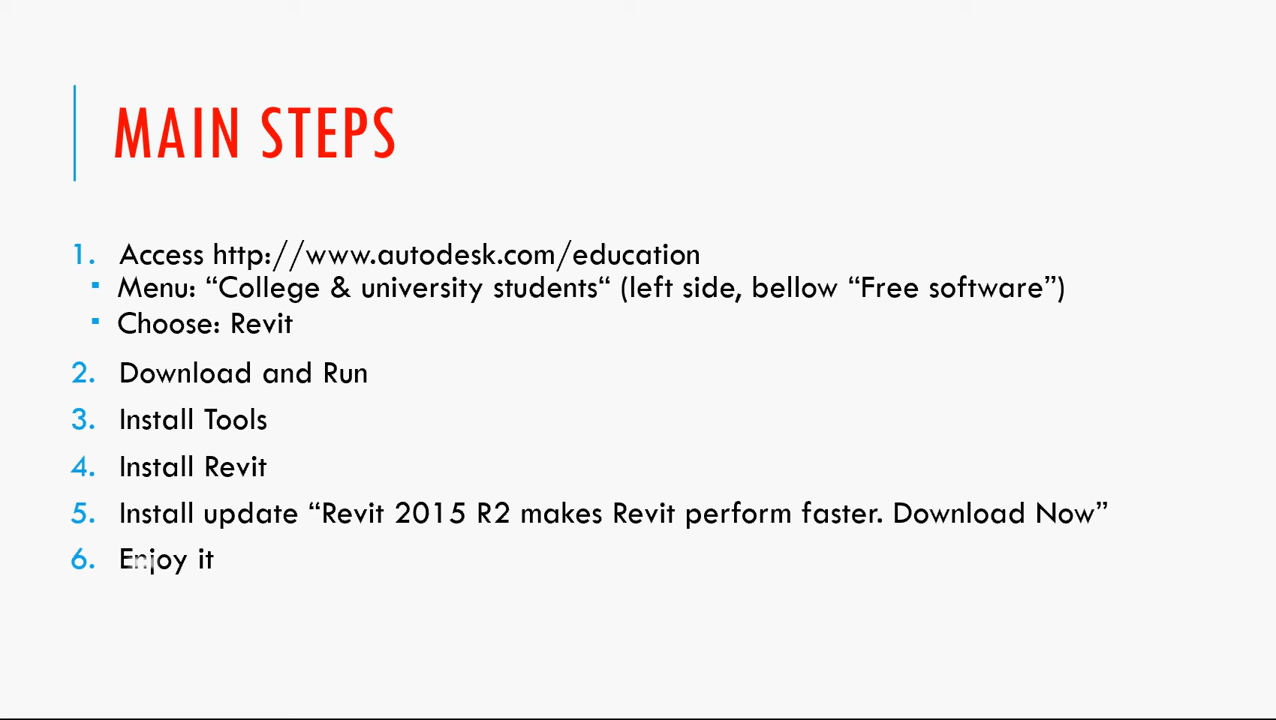 MAIN STEPS
1. Access http://www.autodesk.com/education
▪ Menu: “College & university students“ (left side, bellow “Free software”)
▪ Choose: Revit
2. Download and Run
3. Install Tools
4. Install Revit
5. Install update “Revit 2015 R2 makes Revit perform faster. Download Now”
6. Enjoy it